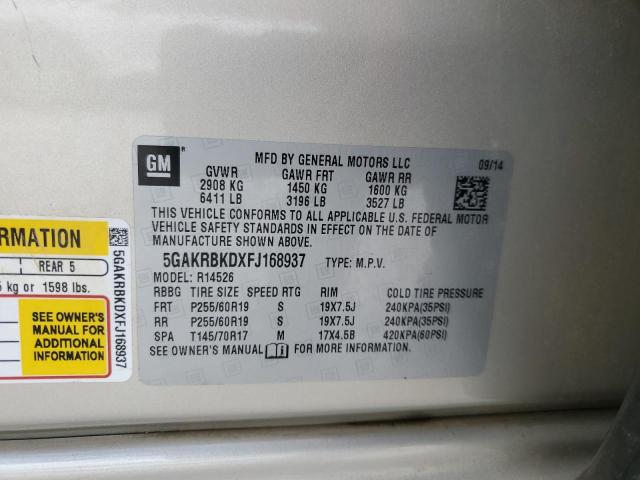 GM
MFD BY GENERAL MOTORS LLC
09/14
GVWR GAWR FRT GAWR RR
2908 KG 1450 KG 1600 KG
6411 LB 3196 LB 3527 LB
THIS VEHICLE CONFORMS TO ALL APPLICABLE U.S. FEDERAL MOTOR
VEHICLE SAFETY STANDARDS IN EFFECT ON THE DATE OF
MANUFACTURE SHOWN ABOVE.
5GAKRBKDXFJ168937 TYPE: M.P.V.
MODEL: R14526
RBBG TIRE SIZE SPEED RTG RIM COLD TIRE PRESSURE
FRT P255/60R19 S 19X7.5J 240KPA(35PSI)
RR P255/60R19 S 19X7.5J 240KPA(35PSI)
SPA T145/70R17 M 17X4.5B 420KPA(60PSI)
SEE OWNER'S MANUAL FOR MORE INFORMATION.
REAR 5
kg or 1598 lbs.
SEE OWNER'S
MANUAL FOR
ADDITIONAL
INFORMATION
5GAKRBKDXFJ168937